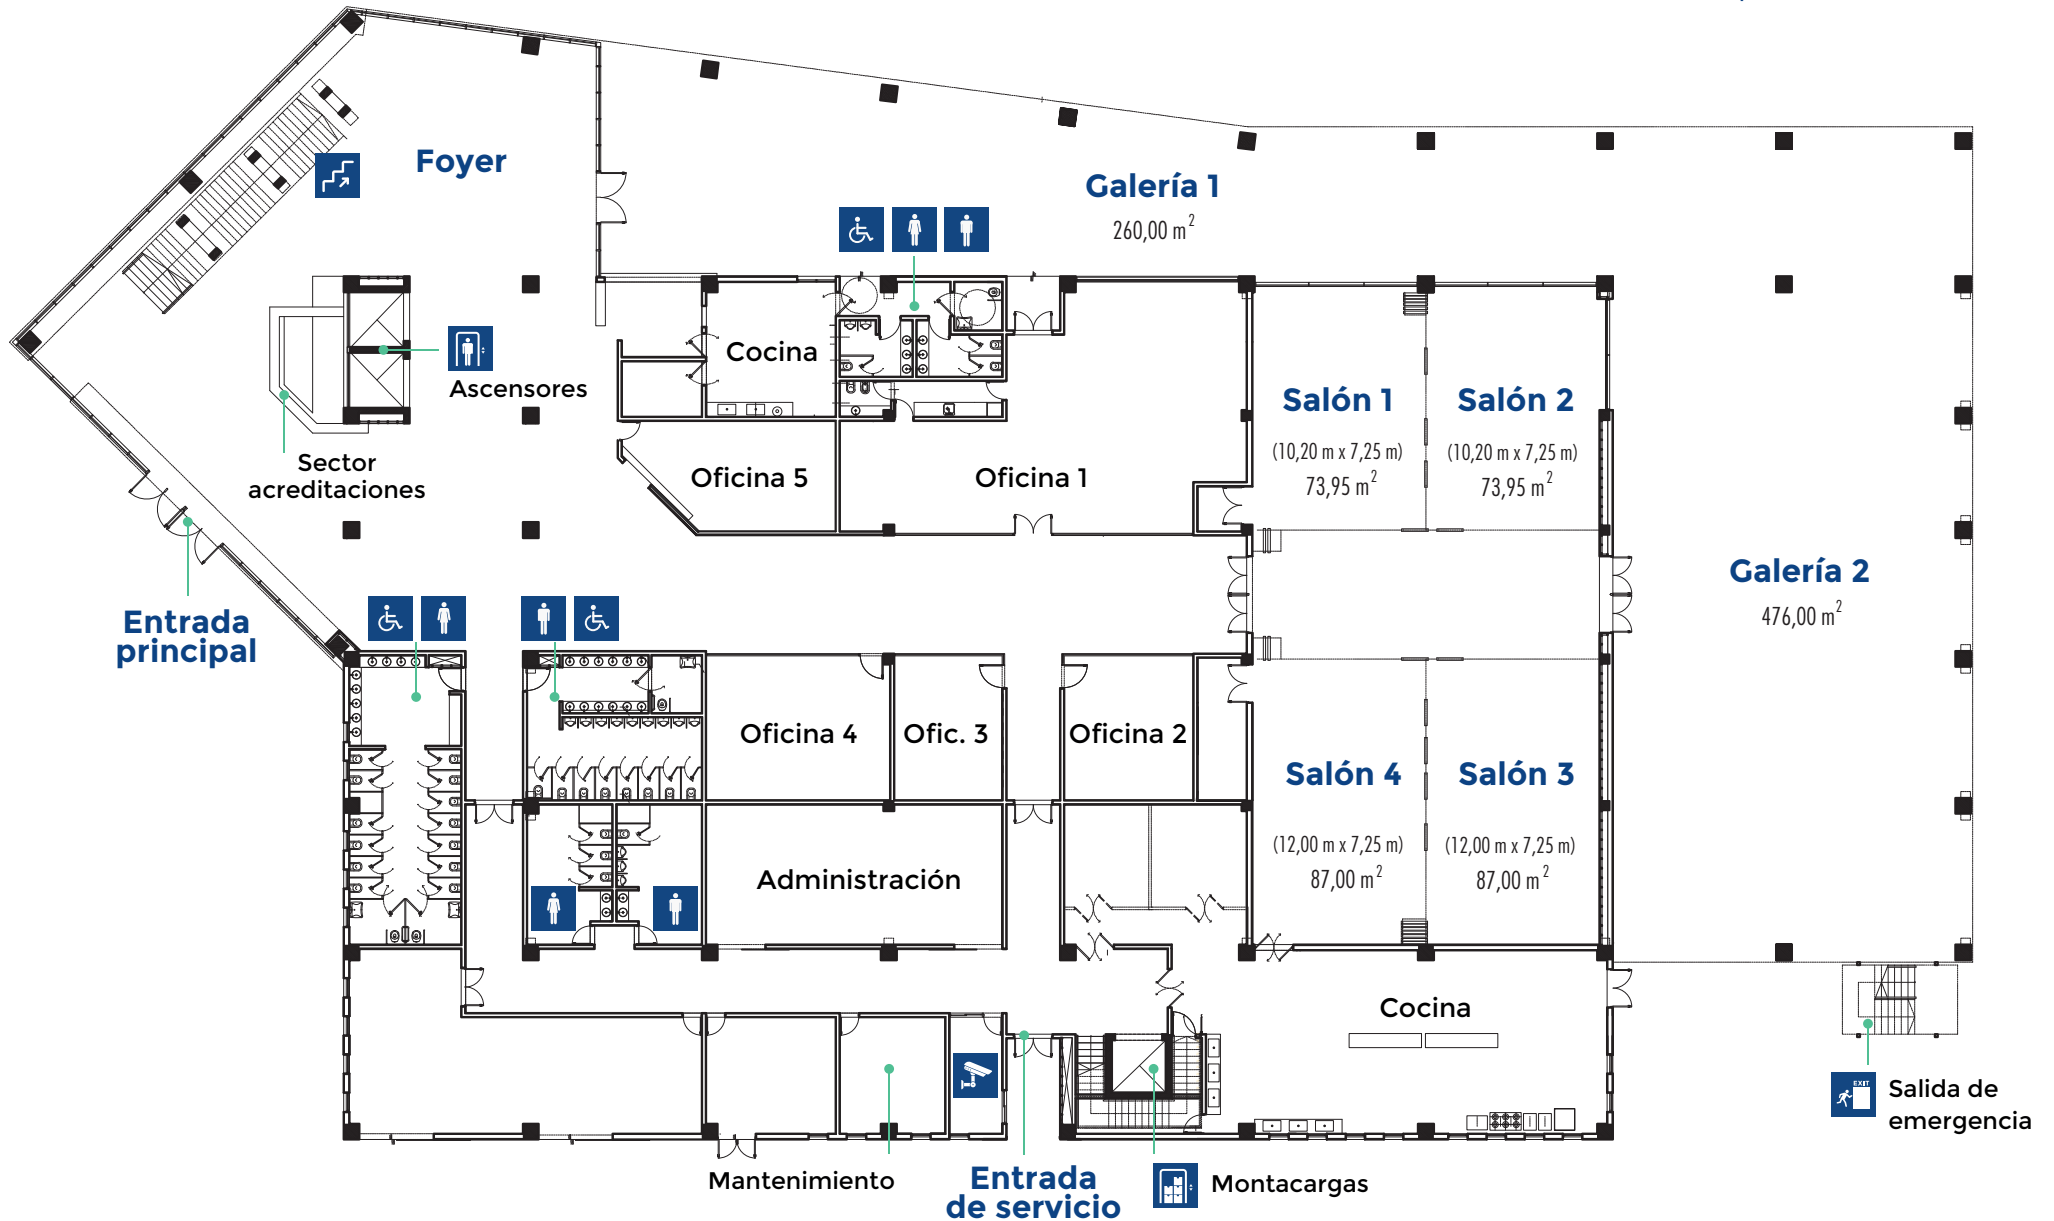 Foyer
Galería 1
260,00 m²
Cocina
Ascensores
Salón 1
(10,20 m x 7,25 m)
73,95 m²
Salón 2
(10,20 m x 7,25 m)
73,95 m²
Sector
acreditaciones
Oficina 5
Oficina 1
Galería 2
476,00 m²
Entrada
principal
Oficina 4
Ofic. 3
Oficina 2
Salón 4
(12,00 m x 7,25 m)
87,00 m²
Salón 3
(12,00 m x 7,25 m)
87,00 m²
Administración
Cocina
EXIT
Salida de
emergencia
Mantenimiento
Entrada
de servicio
Montacargas